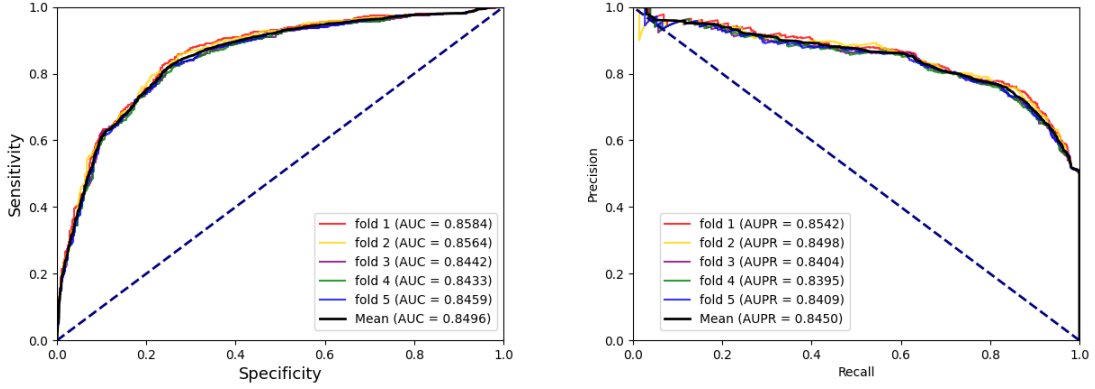 1.0
0.8
0.6
0.4
0.2
0.0
Sensitivity
fold 1 (AUC = 0.8584)
fold 2 (AUC = 0.8564)
fold 3 (AUC = 0.8442)
fold 4 (AUC = 0.8433)
fold 5 (AUC = 0.8459)
Mean (AUC = 0.8496)
0.0 0.2 0.4 0.6 0.8 1.0
Specificity
1.0
0.8
0.6
0.4
0.2
0.0
Precision
fold 1 (AUPR = 0.8542)
fold 2 (AUPR = 0.8498)
fold 3 (AUPR = 0.8404)
fold 4 (AUPR = 0.8395)
fold 5 (AUPR = 0.8409)
Mean (AUPR = 0.8450)
0.0 0.2 0.4 0.6 0.8 1.0
Recall